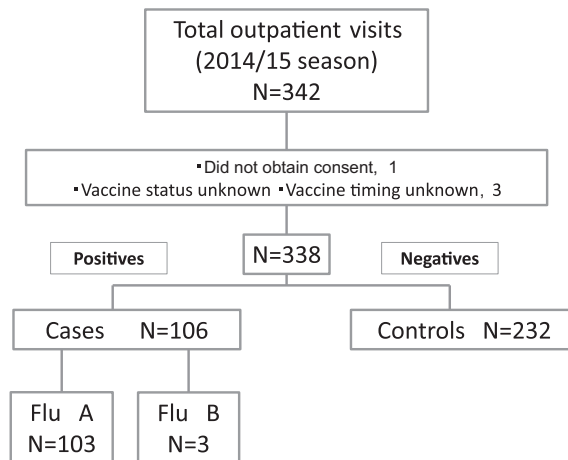 Total outpatient visits
(2014/15 season)
N=342
▪Did not obtain consent, 1
▪Vaccine status unknown ▪Vaccine timing unknown, 3
Positives
N=338
Negatives
Cases N=106
Controls N=232
Flu A
N=103
Flu B
N=3